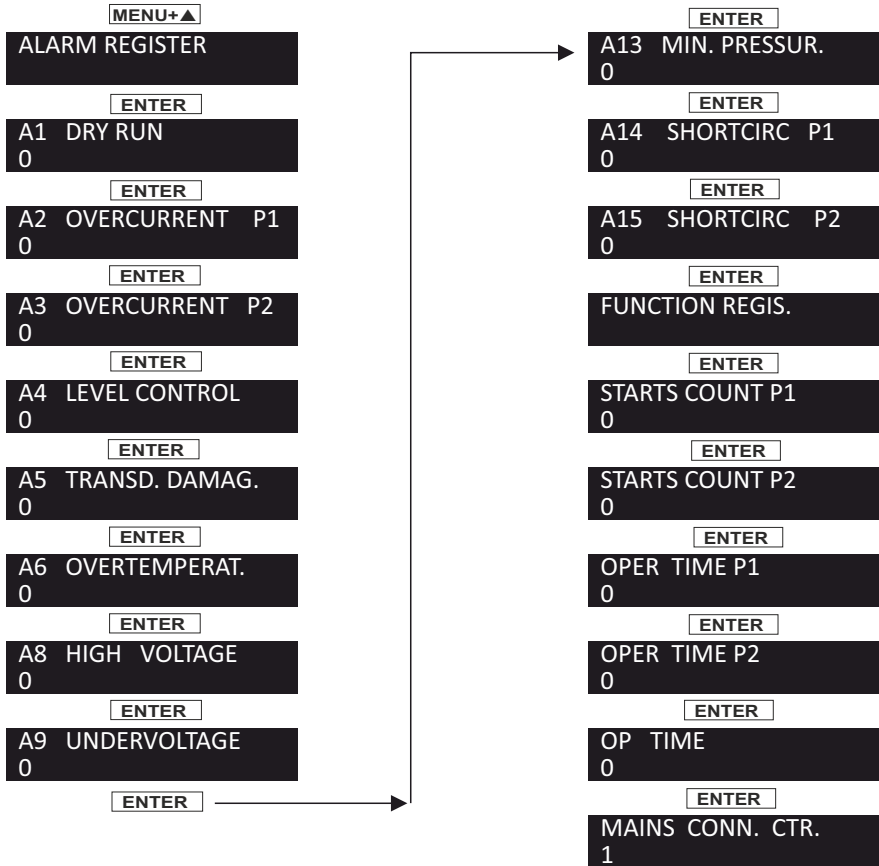 MENU+▲
ALARM REGISTER
ENTER
A1 DRY RUN
0
ENTER
A2 OVERCURRENT P1
0
ENTER
A3 OVERCURRENT P2
0
ENTER
A4 LEVEL CONTROL
0
ENTER
A5 TRANSD. DAMAG.
0
ENTER
A6 OVERTEMPERAT.
0
ENTER
A8 HIGH VOLTAGE
0
ENTER
A9 UNDERVOLTAGE
0
ENTER
ENTER
A13 MIN. PRESSUR.
0
ENTER
A14 SHORTCIRC P1
0
ENTER
A15 SHORTCIRC P2
0
ENTER
FUNCTION REGIS.
ENTER
STARTS COUNT P1
0
ENTER
STARTS COUNT P2
0
ENTER
OPER TIME P1
0
ENTER
OPER TIME P2
0
ENTER
OP TIME
0
ENTER
MAINS CONN. CTR.
1